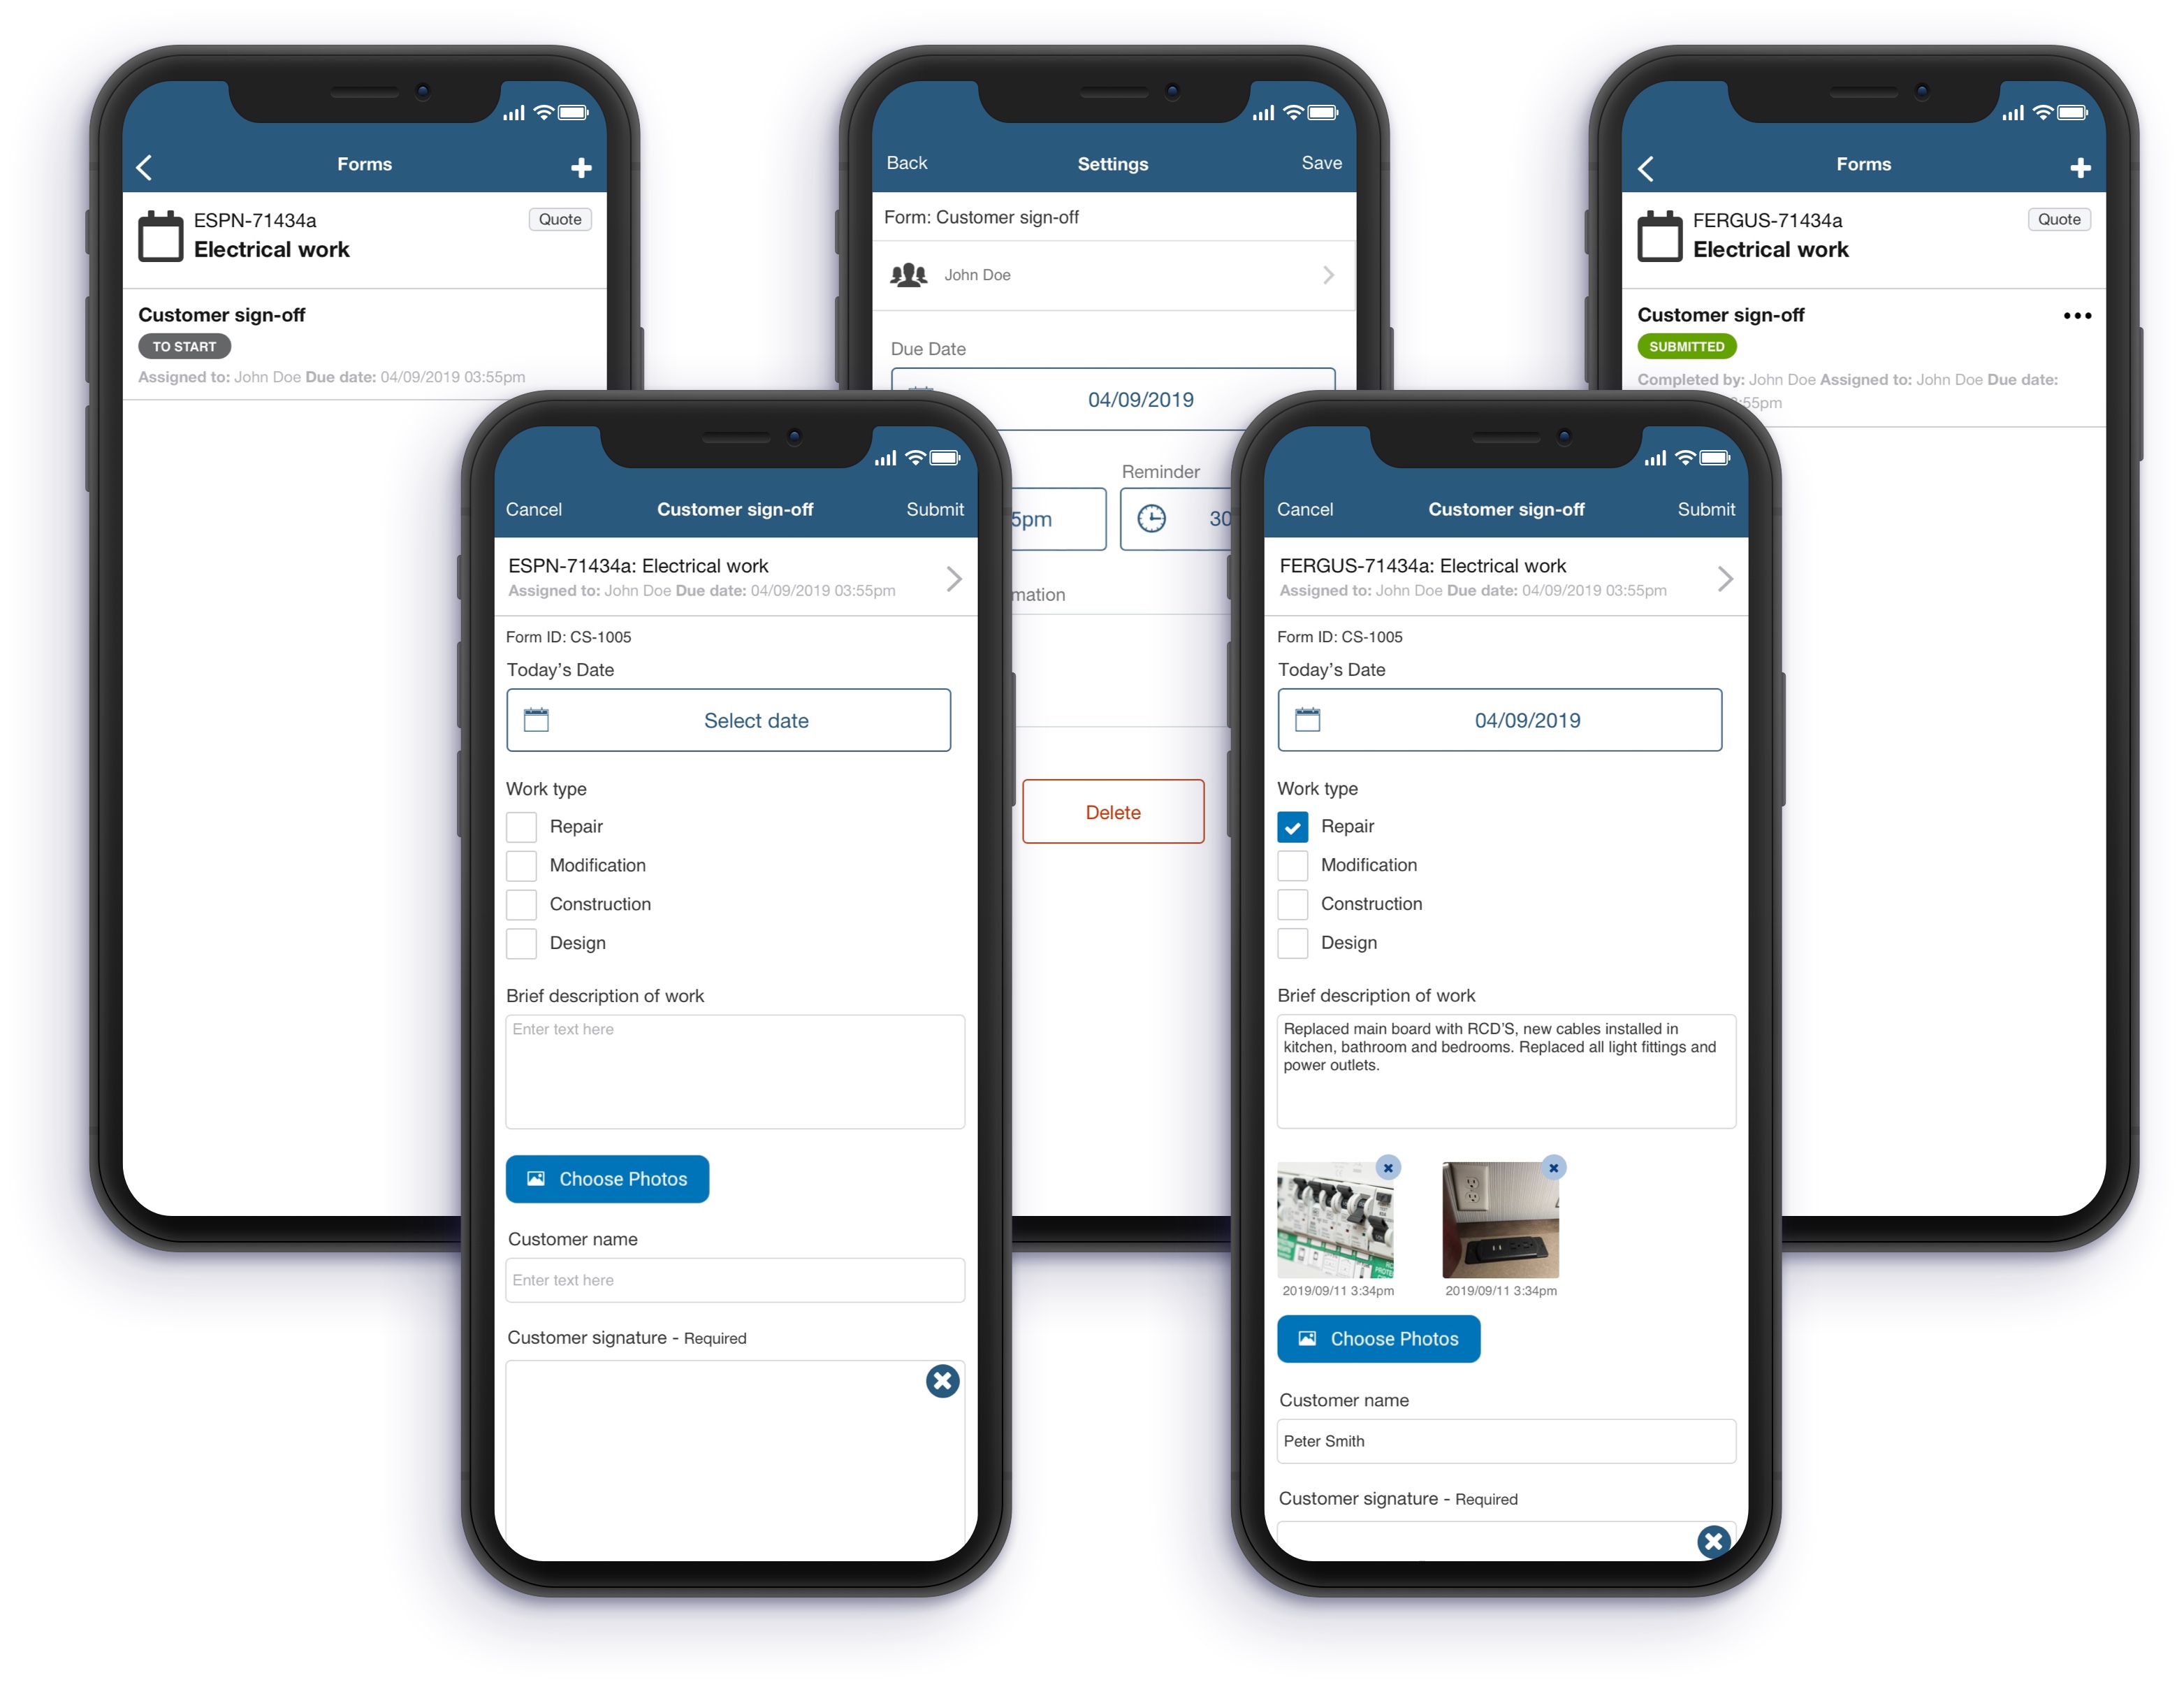 Forms
ESPN-71434a
Quote
Electrical work
Customer sign-off
TO START
Assigned to: John Doe Due date: 04/09/2019 03:55pm
Back Settings Save
Form: Customer sign-off
John Doe
Due Date
04/09/2019
Reminder
5pm
30
mation
Delete
Forms
FERGUS-71434a
Quote
Electrical work
Customer sign-off
SUBMITTED
Completed by: John Doe Assigned to: John Doe Due date:
:55pm
Cancel Customer sign-off Submit
ESPN-71434a: Electrical work
Assigned to: John Doe Due date: 04/09/2019 03:55pm
Form ID: CS-1005
Today's Date
Select date
Work type
Repair
Modification
Construction
Design
Brief description of work
Enter text here
Choose Photos
Customer name
Enter text here
Customer signature - Required
Cancel Customer sign-off Submit
FERGUS-71434a: Electrical work
Assigned to: John Doe Due date: 04/09/2019 03:55pm
Form ID: CS-1005
Today's Date
04/09/2019
Work type
Repair
Modification
Construction
Design
Brief description of work
Replaced main board with RCD'S, new cables installed in
kitchen, bathroom and bedrooms. Replaced all light fittings and
power outlets.
2019/09/11 3:34pm
2019/09/11 3:34pm
Choose Photos
Customer name
Peter Smith
Customer signature - Required